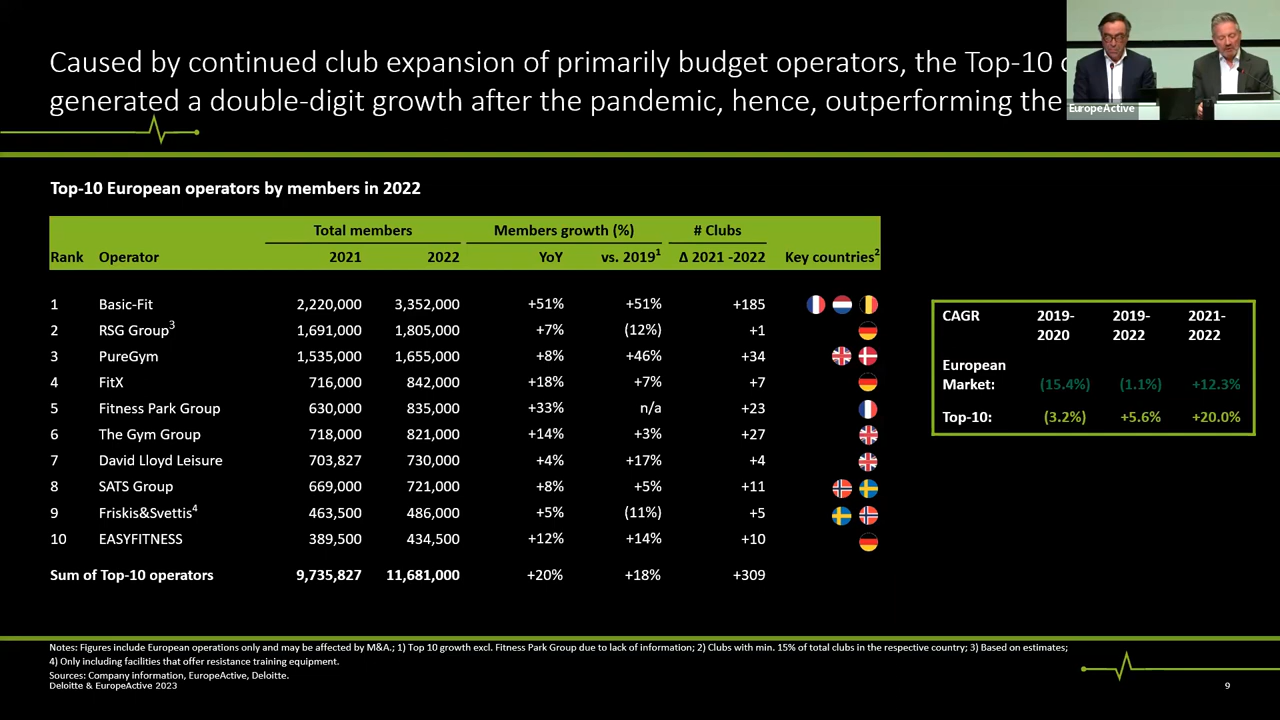 Caused by continued club expansion of primarily budget operators, the Top-10
generated a double-digit growth after the pandemic, hence, outperforming the
EuropeActive
Top-10 European operators by members in 2022
Total members Members growth (%) # Clubs
Rank Operator 2021 2022 YoY vs. 2019¹ Δ 2021 -2022 Key countries²
1 Basic-Fit 2,220,000 3,352,000 +51% +51% +185
2 RSG Group³ 1,691,000 1,805,000 +7% (12%) +1
3 PureGym 1,535,000 1,655,000 +8% +46% +34
4 FitX 716,000 842,000 +18% +7% +7
5 Fitness Park Group 630,000 835,000 +33% n/a +23
6 The Gym Group 718,000 821,000 +14% +3% +27
7 David Lloyd Leisure 703,827 730,000 +4% +17% +4
8 SATS Group 669,000 721,000 +8% +5% +11
9 Friskis&Svettis⁴ 463,500 486,000 +5% (11%) +5
10 EASYFITNESS 389,500 434,500 +12% +14% +10
Sum of Top-10 operators 9,735,827 11,681,000 +20% +18% +309
CAGR 2019- 2019- 2021-
2020 2022 2022
European
Market: (15.4%) (1.1%) +12.3%
Top-10: (3.2%) +5.6% +20.0%
Notes: Figures include European operations only and may be affected by M&A.; 1) Top 10 growth excl. Fitness Park Group due to lack of information; 2) Clubs with min. 15% of total clubs in the respective country; 3) Based on estimates;
4) Only including facilities that offer resistance training equipment.
Sources: Company information, EuropeActive, Deloitte.
Deloitte & EuropeActive 2023
9